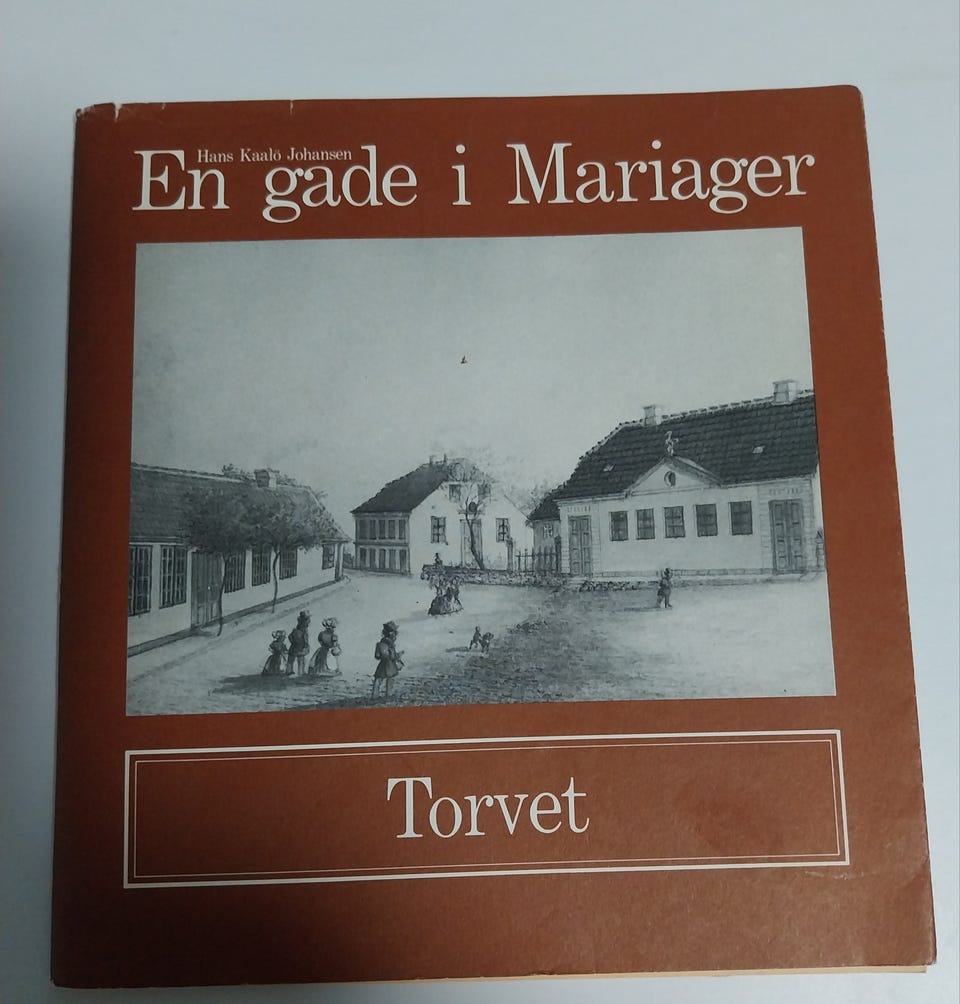 Hans Kaalö Johansen
En gade i Mariager
Torvet